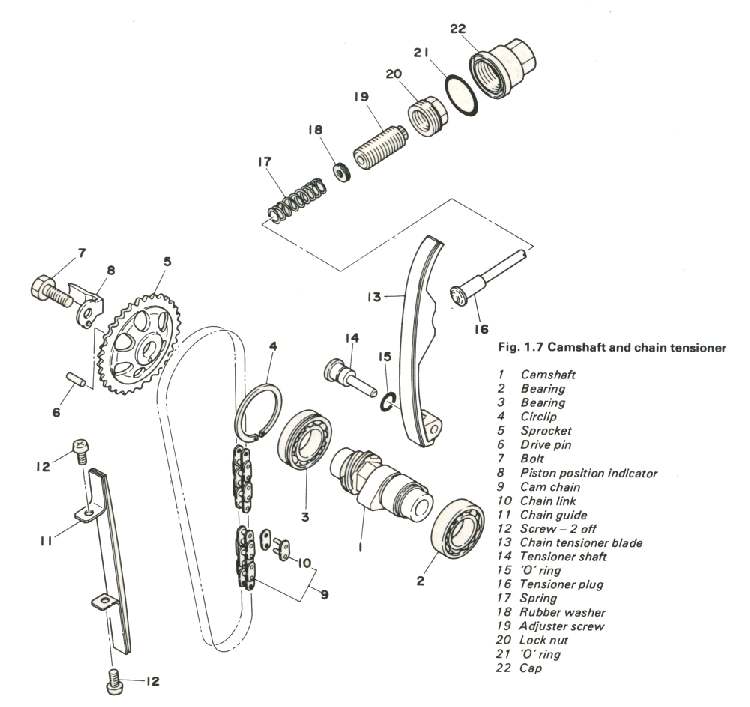 22
21
20
19
18
17
7
8
5
13
16
14
15
4
6
12
3
1
11
10
2
9
12
Fig. 1.7 Camshaft and chain tensioner
1 Camshaft
2 Bearing
3 Bearing
4 Circlip
5 Sprocket
6 Drive pin
7 Bolt
8 Piston position indicator
9 Cam chain
10 Chain link
11 Chain guide
12 Screw – 2 off
13 Chain tensioner blade
14 Tensioner shaft
15 'O' ring
16 Tensioner plug
17 Spring
18 Rubber washer
19 Adjuster screw
20 Lock nut
21 'O' ring
22 Cap